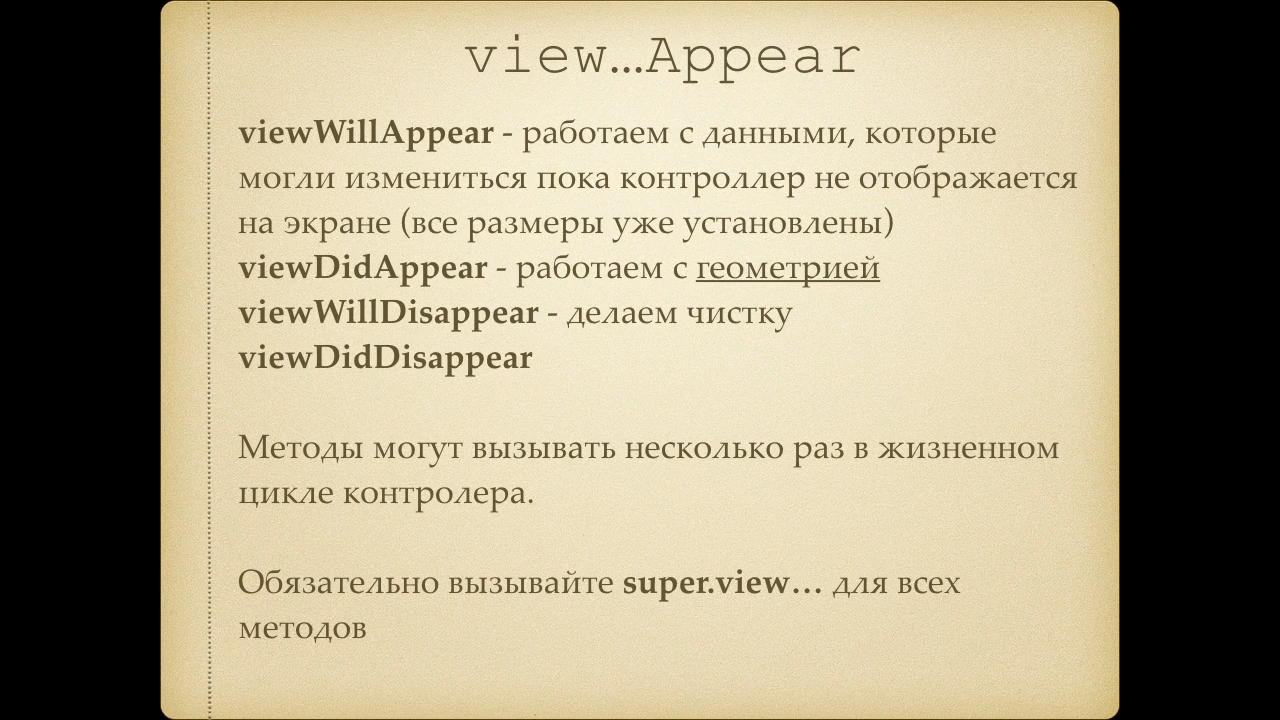 view…Appear
viewWillAppear - работаем с данными, которые
могли измениться пока контроллер не отображается
на экране (все размеры уже установлены)
viewDidAppear - работаем с геометрией
viewWillDisappear - делаем чистку
viewDidDisappear
Методы могут вызывать несколько раз в жизненном
цикле контролера.
Обязательно вызывайте super.view… для всех
методов